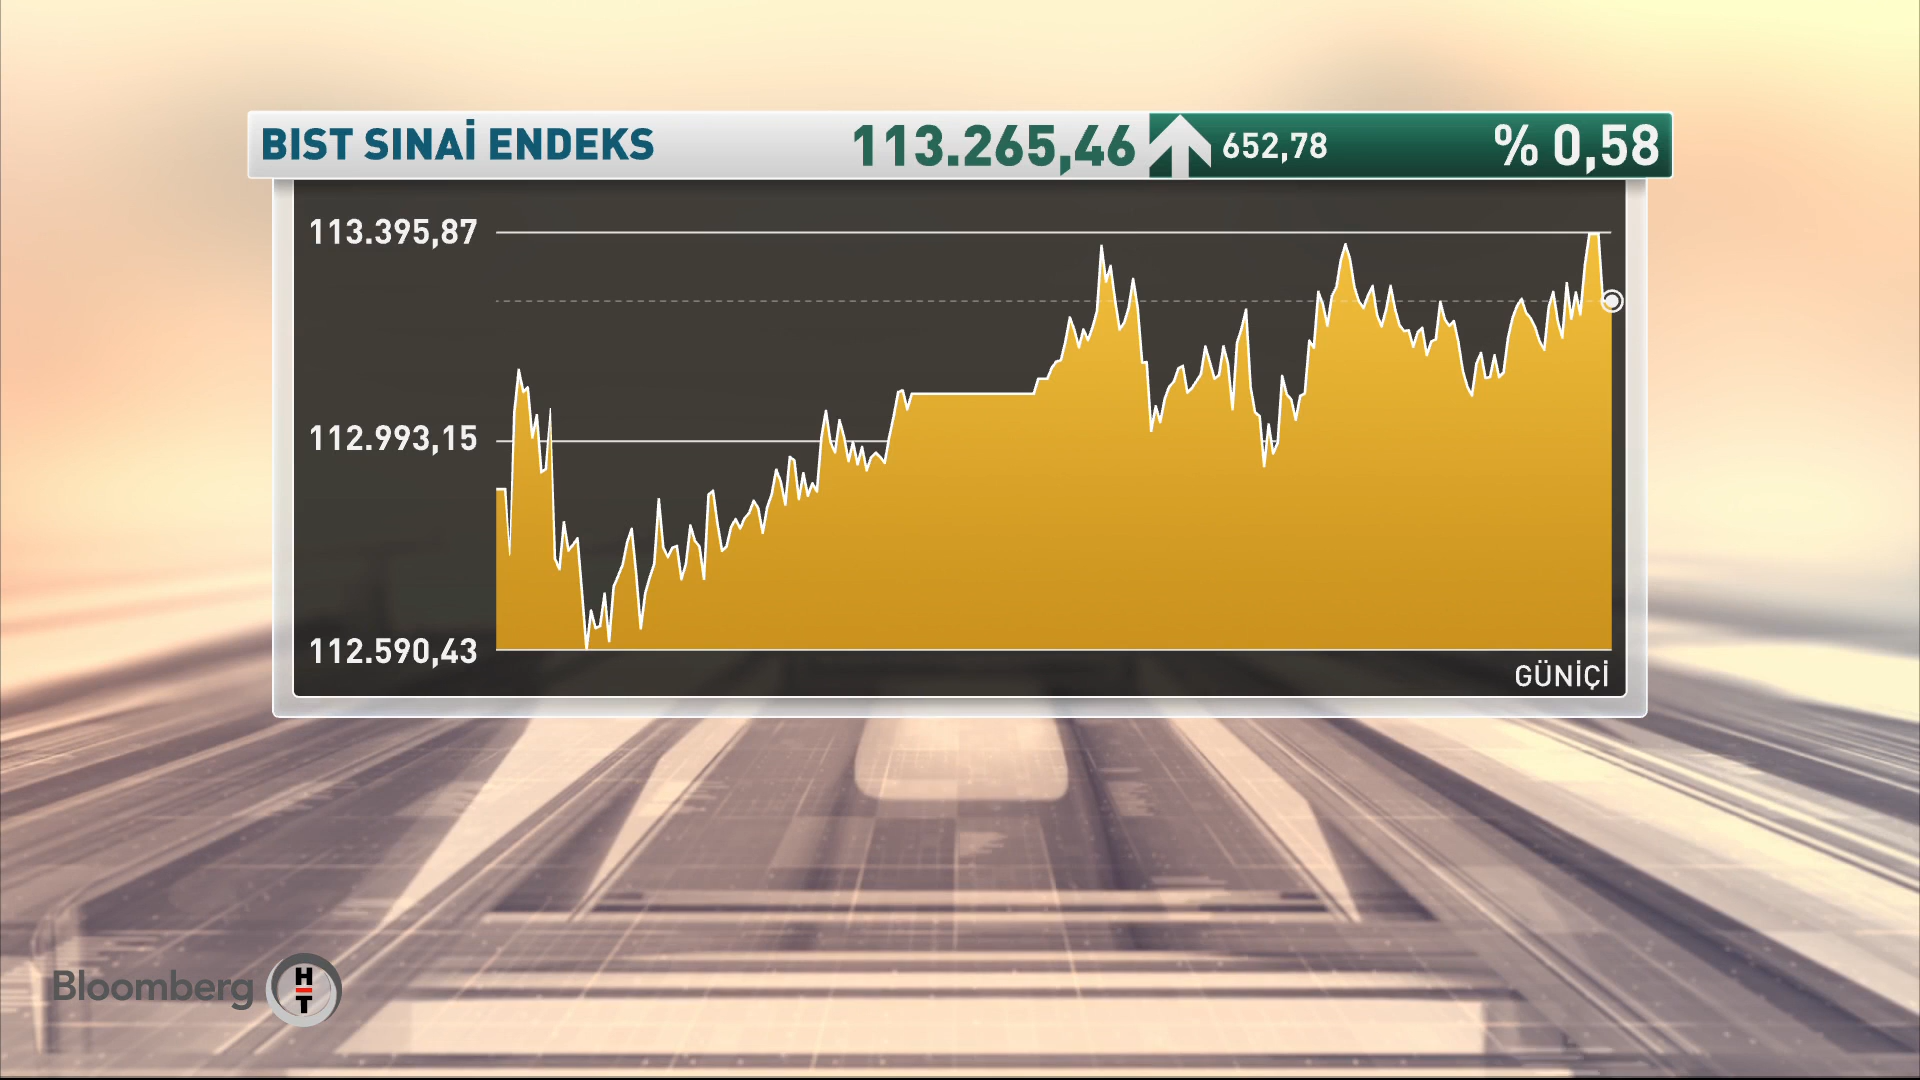 BIST SINAİ ENDEKS 113.265,46 652,78 % 0,58
113.395,87
112.993,15
112.590,43
GÜNİÇİ
Bloomberg HT